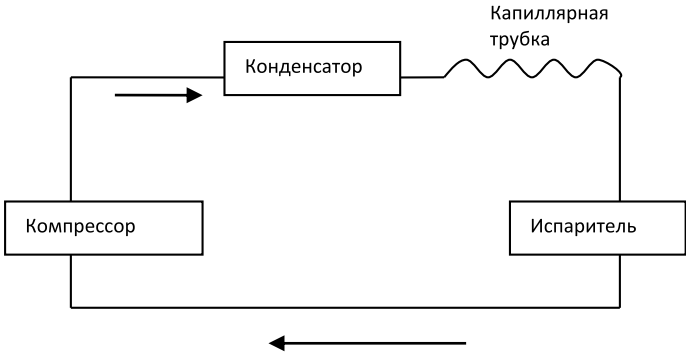 Капиллярная
трубка
Конденсатор
Компрессор
Испаритель